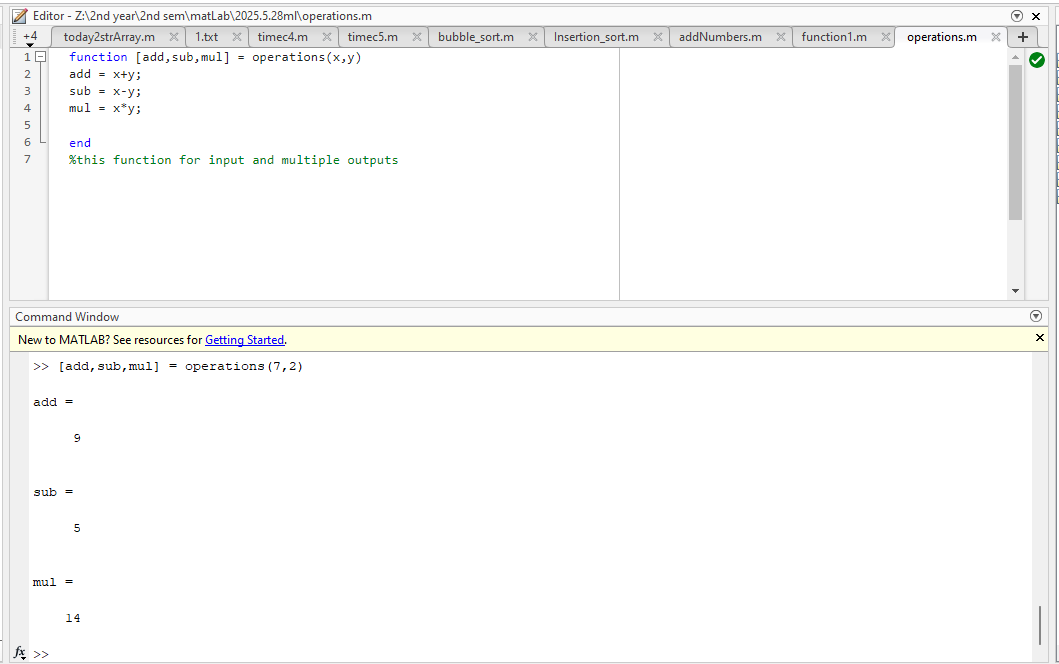 Editor - Z:\2nd year\2nd sem\matLab\2025.5.28ml\operations.m
+4 today2strArray.m 1.txt timec4.m timec5.m bubble_sort.m Insertion_sort.m addNumbers.m function1.m operations.m +
1 function [add,sub,mul] = operations(x,y)
2 add = x+y;
3 sub = x-y;
4 mul = x*y;
5
6 end
7 %this function for input and multiple outputs
Command Window
New to MATLAB? See resources for Getting Started.
>> [add,sub,mul] = operations(7,2)
add =
9
sub =
5
mul =
14
fx >>